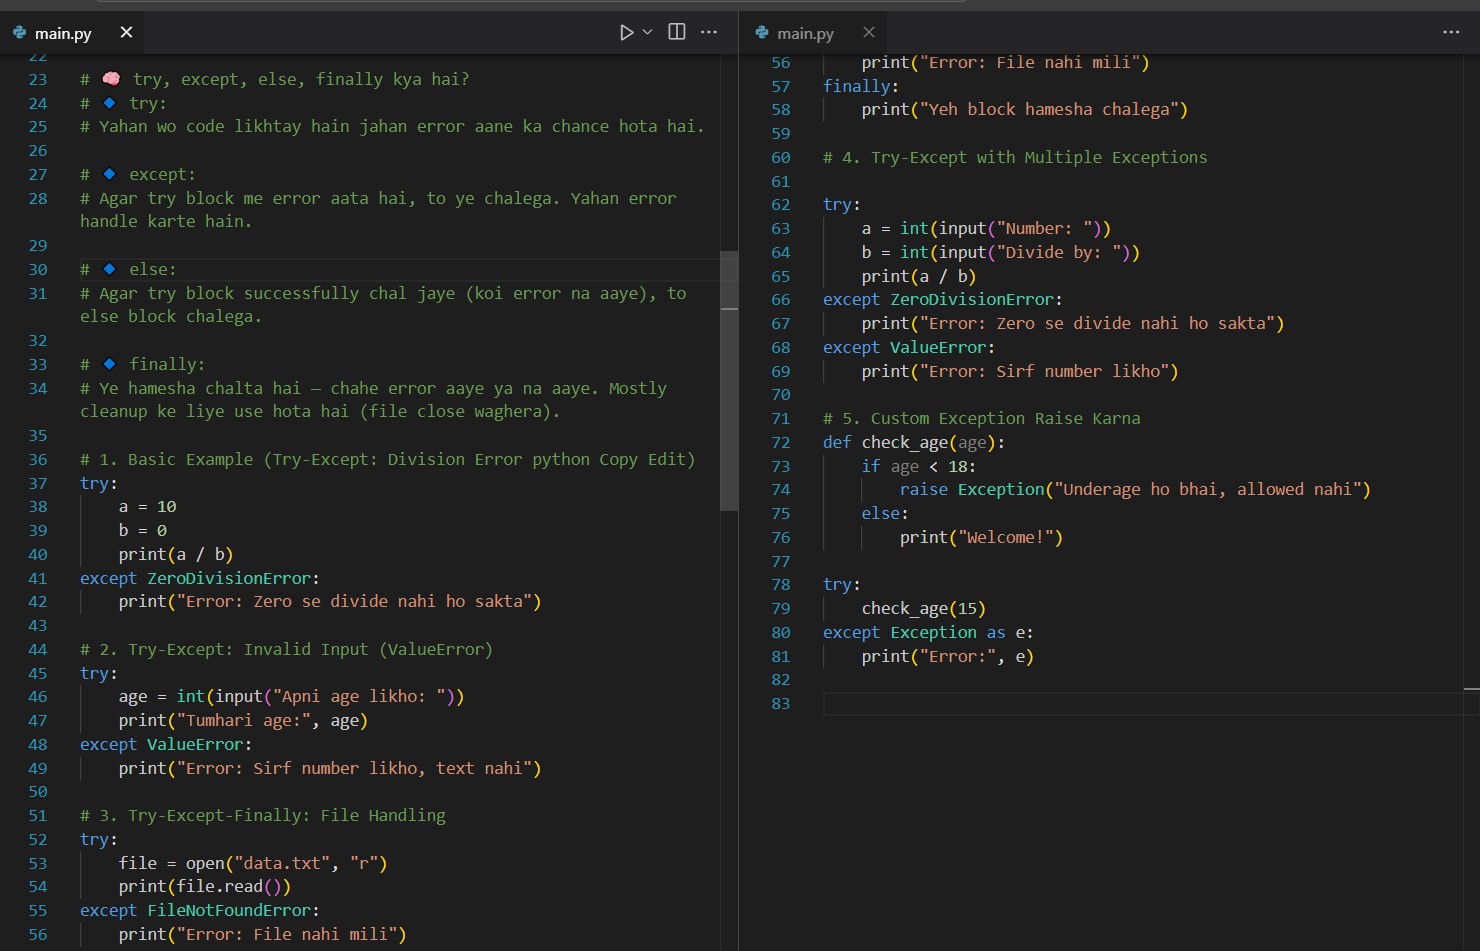 main.py
22
23 # 🧠 try, except, else, finally kya hai?
24 # 🔹 try:
25 # Yahan wo code likhtay hain jahan error aane ka chance hota hai.
26
27 # 🔹 except:
28 # Agar try block me error aata hai, to ye chalega. Yahan error
handle karte hain.
29
30 # 🔹 else:
31 # Agar try block successfully chal jaye (koi error na aaye), to
else block chalega.
32
33 # 🔹 finally:
34 # Ye hamesha chalta hai — chahe error aaye ya na aaye. Mostly
cleanup ke liye use hota hai (file close waghera).
35
36 # 1. Basic Example (Try-Except: Division Error python Copy Edit)
37 try:
38     a = 10
39     b = 0
40     print(a / b)
41 except ZeroDivisionError:
42     print("Error: Zero se divide nahi ho sakta")
43
44 # 2. Try-Except: Invalid Input (ValueError)
45 try:
46     age = int(input("Apni age likho: "))
47     print("Tumhari age:", age)
48 except ValueError:
49     print("Error: Sirf number likho, text nahi")
50
51 # 3. Try-Except-Finally: File Handling
52 try:
53     file = open("data.txt", "r")
54     print(file.read())
55 except FileNotFoundError:
56     print("Error: File nahi mili")
main.py
56     print("Error: File nahi mili")
57 finally:
58     print("Yeh block hamesha chalega")
59
60 # 4. Try-Except with Multiple Exceptions
61
62 try:
63     a = int(input("Number: "))
64     b = int(input("Divide by: "))
65     print(a / b)
66 except ZeroDivisionError:
67     print("Error: Zero se divide nahi ho sakta")
68 except ValueError:
69     print("Error: Sirf number likho")
70
71 # 5. Custom Exception Raise Karna
72 def check_age(age):
73     if age < 18:
74         raise Exception("Underage ho bhai, allowed nahi")
75     else:
76         print("Welcome!")
77
78 try:
79     check_age(15)
80 except Exception as e:
81     print("Error:", e)
82
83